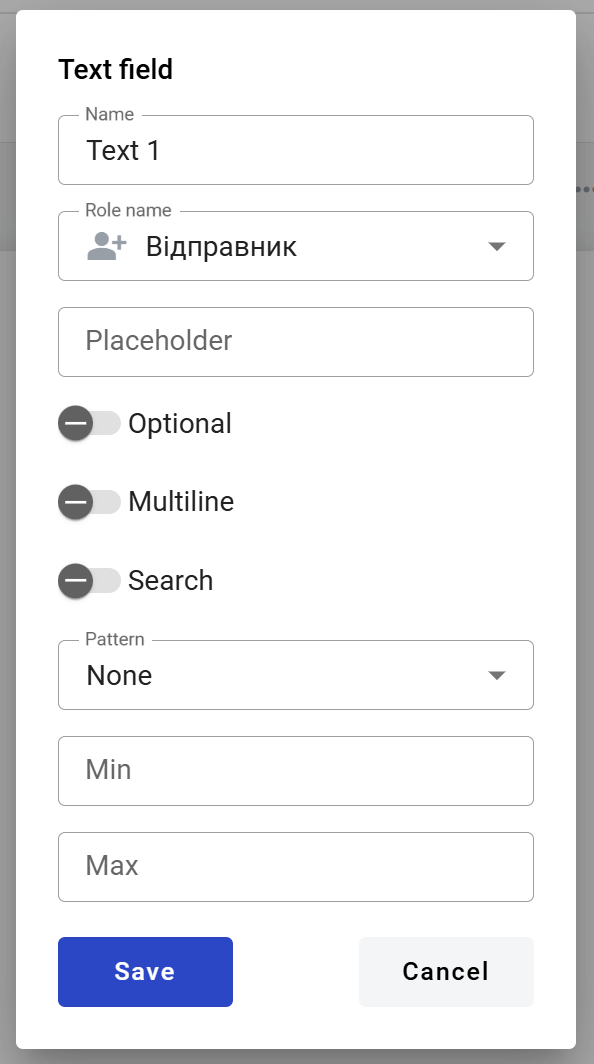 Text field
Name
Text 1
Role name
Відправник
Placeholder
Optional
Multiline
Search
Pattern
None
Min
Max
Save
Cancel